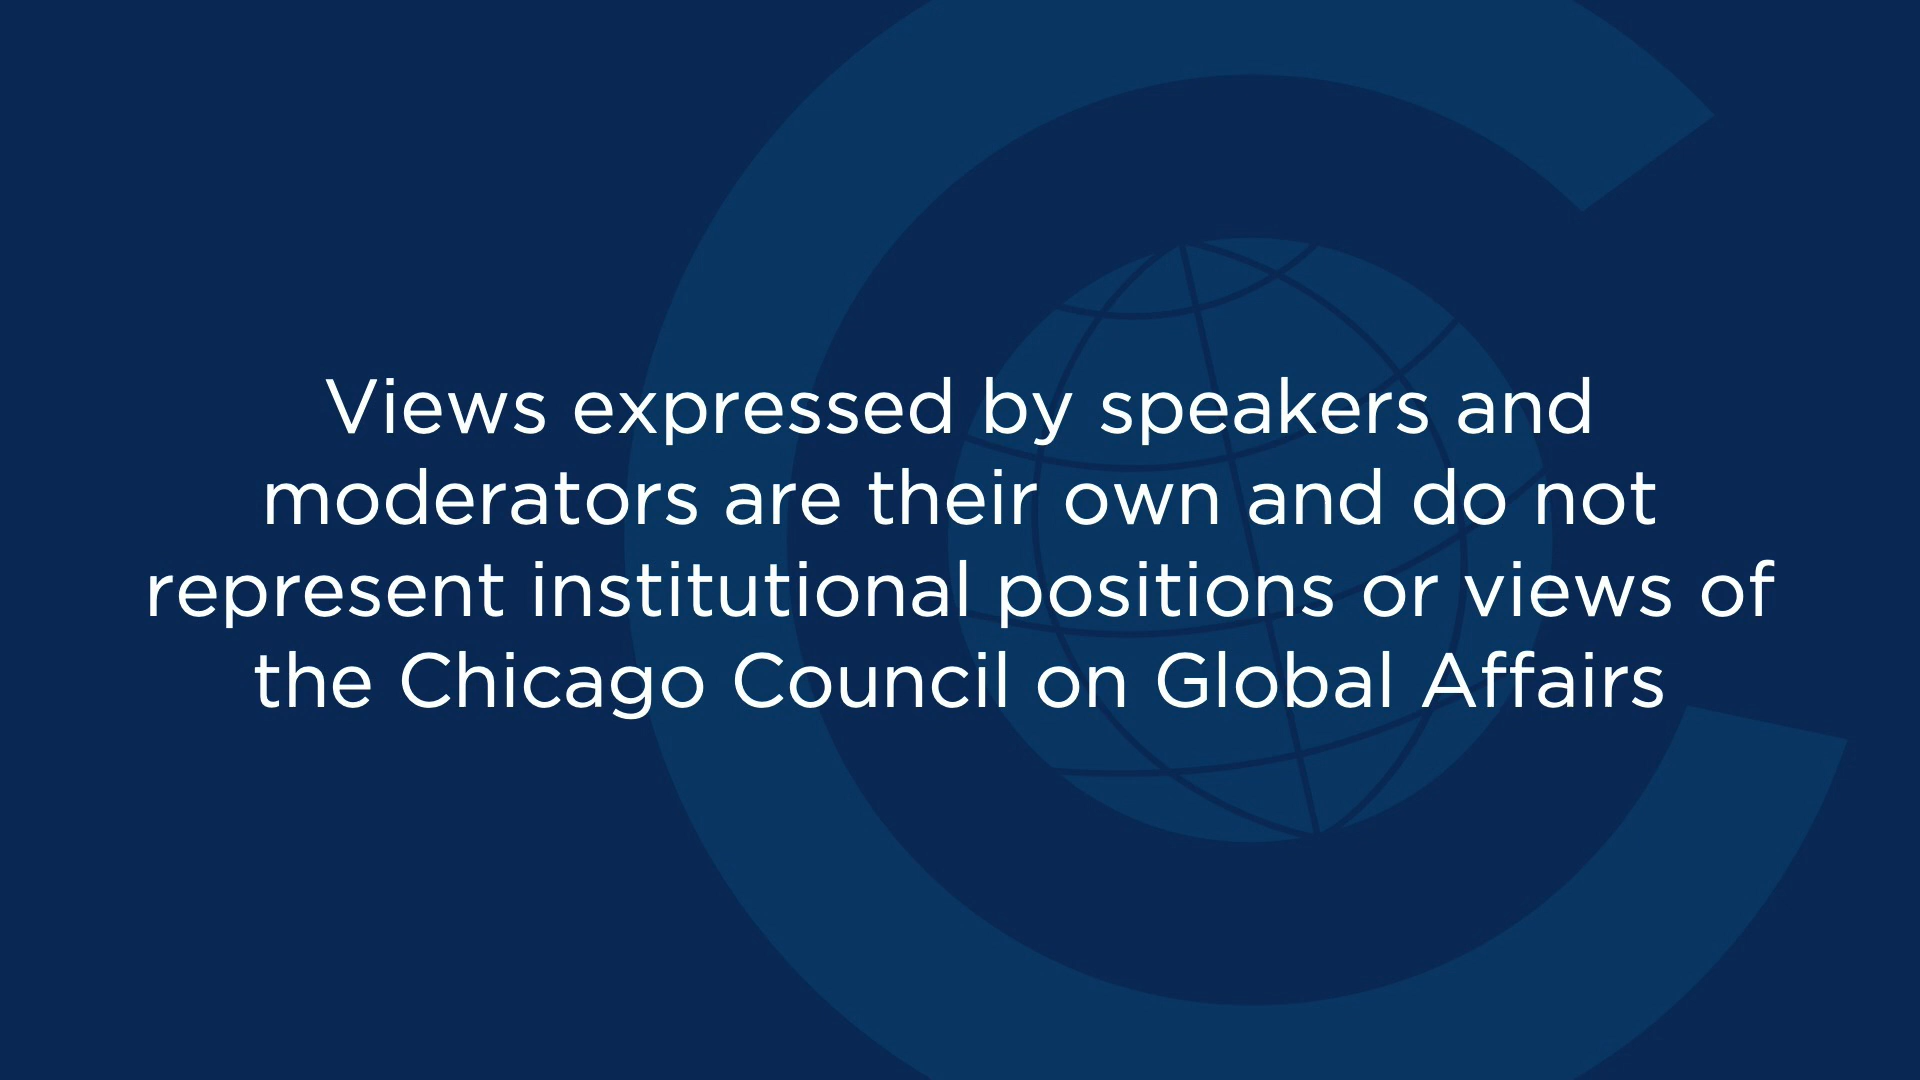 Views expressed by speakers and
moderators are their own and do not
represent institutional positions or views of
the Chicago Council on Global Affairs